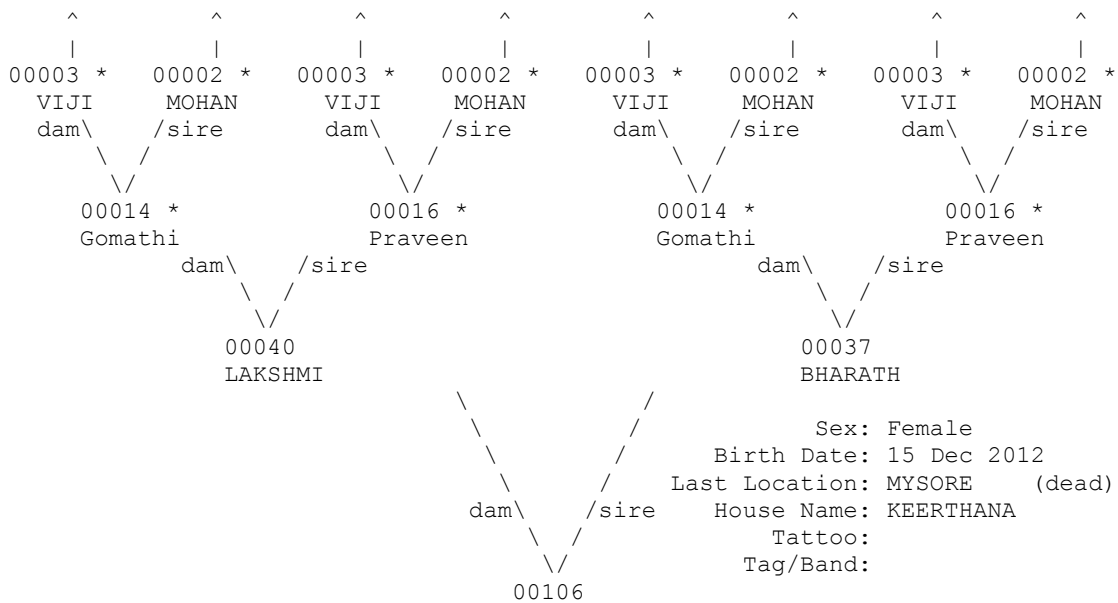 ^ ^ ^ ^ ^ ^ ^ ^
| | | | | | | |
00003 * 00002 * 00003 * 00002 * 00003 * 00002 * 00003 * 00002 *
VIJI MOHAN VIJI MOHAN VIJI MOHAN VIJI MOHAN
dam\ /sire dam\ /sire dam\ /sire dam\ /sire
\ / \ / \ / \ /
\/ \/ \/ \/
00014 * 00016 * 00014 * 00016 *
Gomathi Praveen Gomathi Praveen
dam\ /sire dam\ /sire
\ / \ /
\/ \/
00040 00037
LAKSHMI BHARATH
\ /
\ / Sex: Female
\ / Birth Date: 15 Dec 2012
\ / Last Location: MYSORE (dead)
dam\ /sire House Name: KEERTHANA
\ / Tattoo:
\/ Tag/Band:
00106